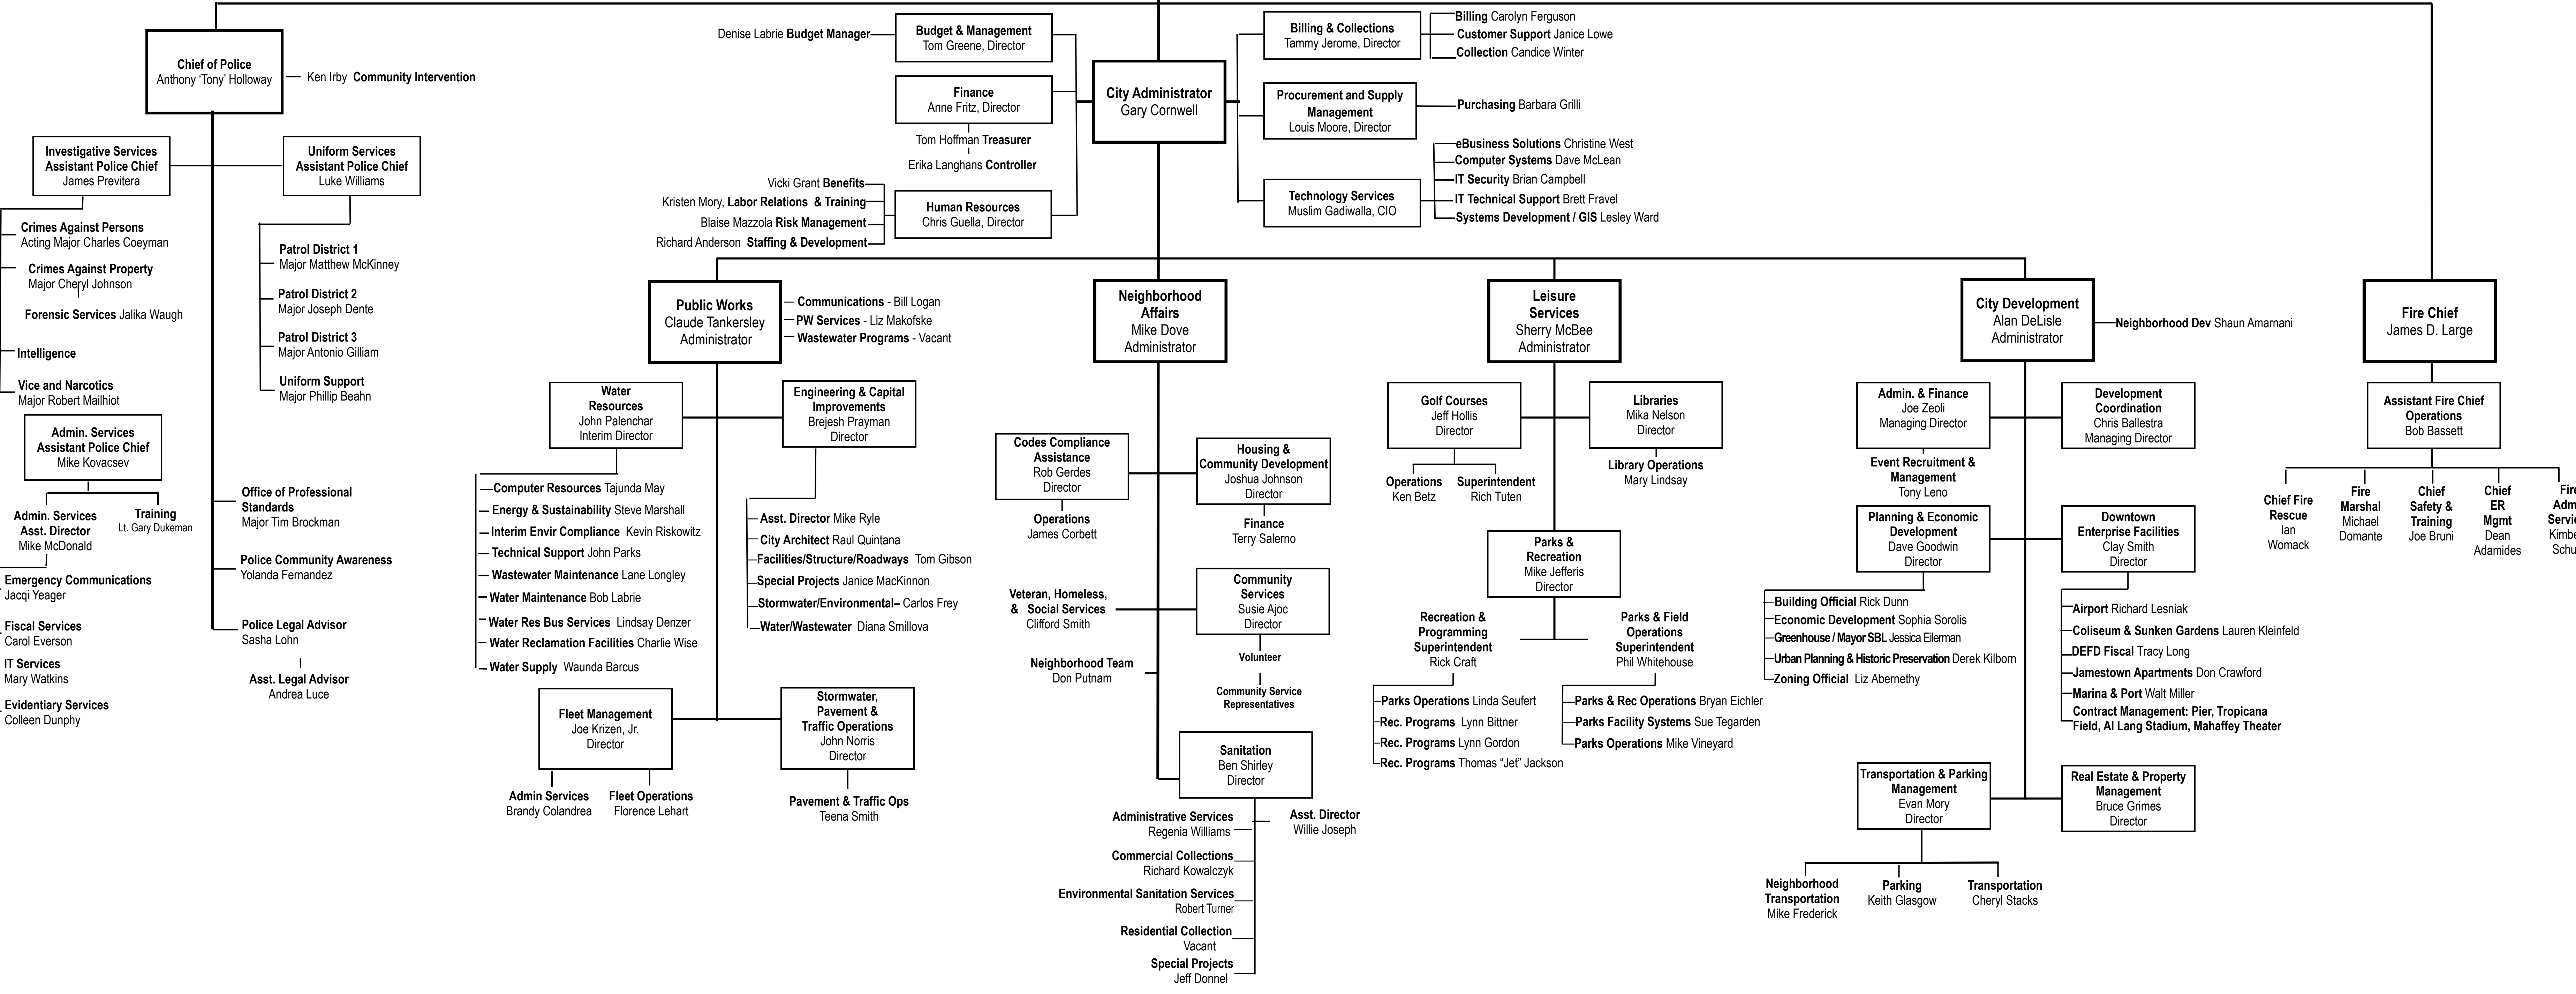 Chief of Police
Anthony ‘Tony’ Holloway
Ken Irby Community Intervention
Investigative Services
Assistant Police Chief
James Previtera
Uniform Services
Assistant Police Chief
Luke Williams
Crimes Against Persons
Acting Major Charles Coeyman
Crimes Against Property
Major Cheryl Johnson
Forensic Services Jalika Waugh
Intelligence
Vice and Narcotics
Major Robert Mailhiot
Patrol District 1
Major Matthew McKinney
Patrol District 2
Major Joseph Dente
Patrol District 3
Major Antonio Gilliam
Uniform Support
Major Phillip Beahn
Admin. Services
Assistant Police Chief
Mike Kovacsev
Admin. Services
Asst. Director
Mike McDonald
Training
Lt. Gary Dukeman
Emergency Communications
Jacqi Yeager
Fiscal Services
Carol Everson
IT Services
Mary Watkins
Evidentiary Services
Colleen Dunphy
Office of Professional
Standards
Major Tim Brockman
Police Community Awareness
Yolanda Fernandez
Police Legal Advisor
Sasha Lohn
Asst. Legal Advisor
Andrea Luce
City Administrator
Gary Cornwell
Denise Labrie Budget Manager
Budget & Management
Tom Greene, Director
Finance
Anne Fritz, Director
Tom Hoffman Treasurer
Erika Langhans Controller
Vicki Grant Benefits
Kristen Mory, Labor Relations & Training
Blaise Mazzola Risk Management
Richard Anderson Staffing & Development
Human Resources
Chris Guella, Director
Billing & Collections
Tammy Jerome, Director
Billing Carolyn Ferguson
Customer Support Janice Lowe
Collection Candice Winter
Procurement and Supply
Management
Louis Moore, Director
Purchasing Barbara Grilli
Technology Services
Muslim Gadiwalla, CIO
eBusiness Solutions Christine West
Computer Systems Dave McLean
IT Security Brian Campbell
IT Technical Support Brett Fravel
Systems Development / GIS Lesley Ward
Public Works
Claude Tankersley
Administrator
Communications - Bill Logan
PW Services - Liz Makofske
Wastewater Programs - Vacant
Water
Resources
John Palenchar
Interim Director
Engineering & Capital
Improvements
Brejesh Prayman
Director
Computer Resources Tajunda May
Energy & Sustainability Steve Marshall
Interim Envir Compliance Kevin Riskowitz
Technical Support John Parks
Wastewater Maintenance Lane Longley
Water Maintenance Bob Labrie
Water Res Bus Services Lindsay Denzer
Water Reclamation Facilities Charlie Wise
Water Supply Waunda Barcus
Asst. Director Mike Ryle
City Architect Raul Quintana
Facilities/Structure/Roadways Tom Gibson
Special Projects Janice MacKinnon
Stormwater/Environmental– Carlos Frey
Water/Wastewater Diana Smillova
Fleet Management
Joe Krizen, Jr.
Director
Admin Services
Brandy Colandrea
Fleet Operations
Florence Lehart
Stormwater,
Pavement &
Traffic Operations
John Norris
Director
Pavement & Traffic Ops
Teena Smith
Neighborhood
Affairs
Mike Dove
Administrator
Codes Compliance
Assistance
Rob Gerdes
Director
Operations
James Corbett
Housing &
Community Development
Joshua Johnson
Director
Finance
Terry Salerno
Veteran, Homeless,
& Social Services
Clifford Smith
Community
Services
Susie Ajoc
Director
Volunteer
Community Service
Representatives
Neighborhood Team
Don Putnam
Sanitation
Ben Shirley
Director
Asst. Director
Willie Joseph
Administrative Services
Regenia Williams
Commercial Collections
Richard Kowalczyk
Environmental Sanitation Services
Robert Turner
Residential Collection
Vacant
Special Projects
Jeff Donnel
Leisure
Services
Sherry McBee
Administrator
Golf Courses
Jeff Hollis
Director
Operations
Ken Betz
Superintendent
Rich Tuten
Libraries
Mika Nelson
Director
Library Operations
Mary Lindsay
Parks &
Recreation
Mike Jefferis
Director
Recreation &
Programming
Superintendent
Rick Craft
Parks & Field
Operations
Superintendent
Phil Whitehouse
Parks Operations Linda Seufert
Rec. Programs Lynn Bittner
Rec. Programs Lynn Gordon
Rec. Programs Thomas “Jet” Jackson
Parks & Rec Operations Bryan Eichler
Parks Facility Systems Sue Tegarden
Parks Operations Mike Vineyard
City Development
Alan DeLisle
Administrator
Neighborhood Dev Shaun Amarnani
Admin. & Finance
Joe Zeoli
Managing Director
Event Recruitment &
Management
Tony Leno
Development
Coordination
Chris Ballestra
Managing Director
Planning & Economic
Development
Dave Goodwin
Director
Downtown
Enterprise Facilities
Clay Smith
Director
Building Official Rick Dunn
Economic Development Sophia Sorolis
Greenhouse / Mayor SBL Jessica Eilerman
Urban Planning & Historic Preservation Derek Kilborn
Zoning Official Liz Abernethy
Airport Richard Lesniak
Coliseum & Sunken Gardens Lauren Kleinfeld
DEFD Fiscal Tracy Long
Jamestown Apartments Don Crawford
Marina & Port Walt Miller
Contract Management: Pier, Tropicana
Field, Al Lang Stadium, Mahaffey Theater
Transportation & Parking
Management
Evan Mory
Director
Real Estate & Property
Management
Bruce Grimes
Director
Neighborhood
Transportation
Mike Frederick
Parking
Keith Glasgow
Transportation
Cheryl Stacks
Fire Chief
James D. Large
Assistant Fire Chief
Operations
Bob Bassett
Chief Fire
Rescue
Ian
Womack
Fire
Marshal
Michael
Domante
Chief
Safety &
Training
Joe Bruni
Chief
ER
Mgmt
Dean
Adamides